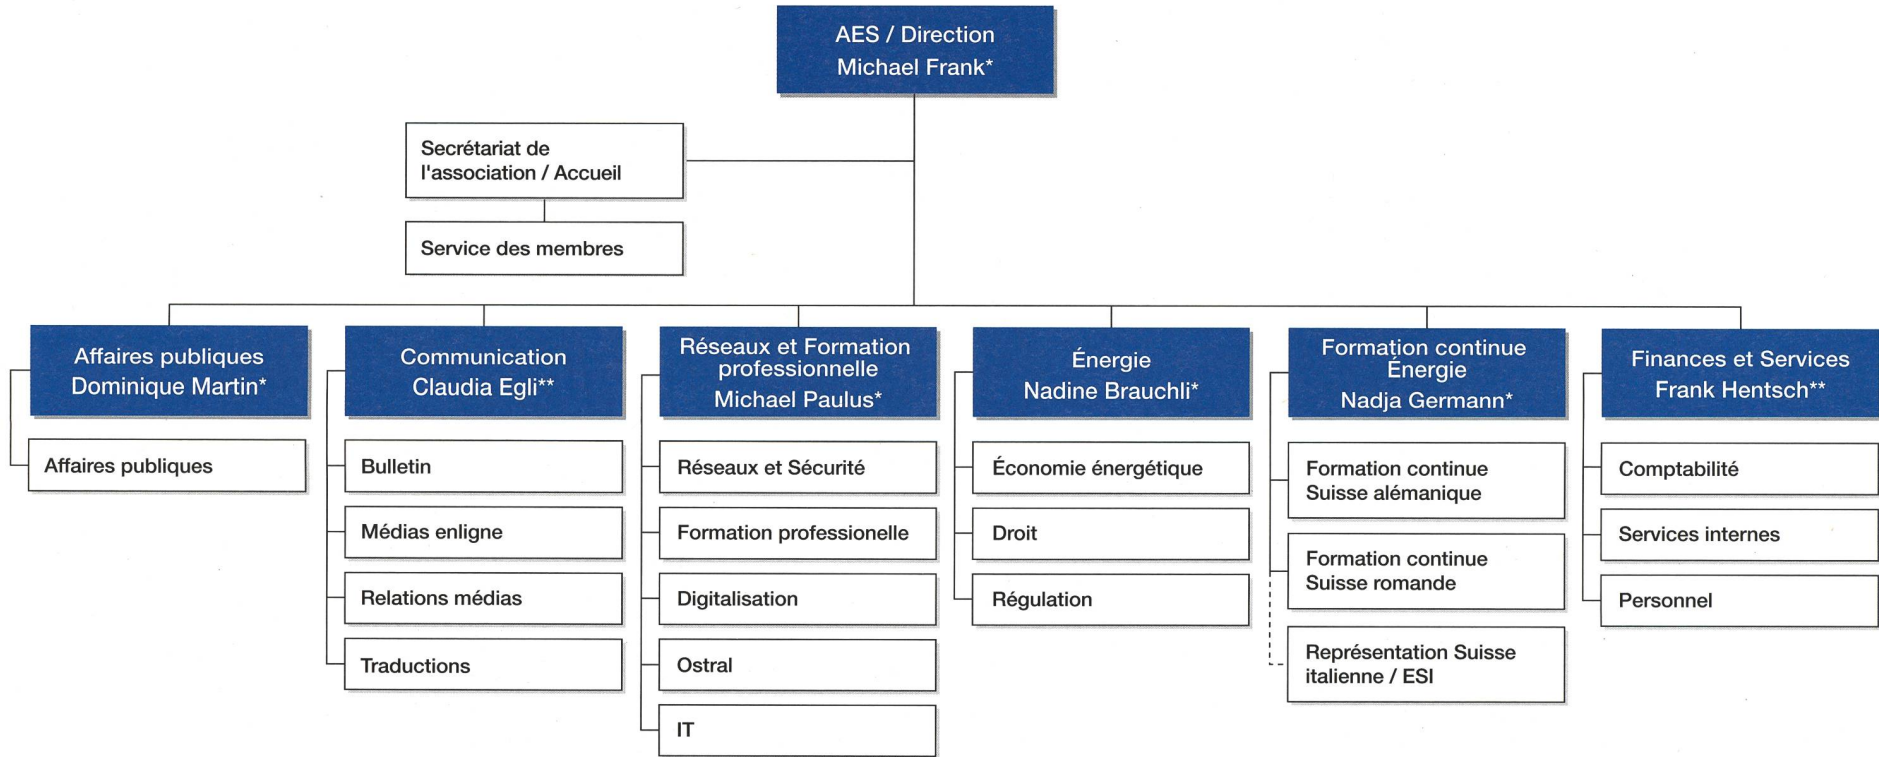 AES / Direction
Michael Frank*
Secrétariat de
l'association / Accueil
Service des membres
Affaires publiques
Dominique Martin*
Affaires publiques
Communication
Claudia Egli**
Bulletin
Médias enligne
Relations médias
Traductions
Réseaux et Formation
professionnelle
Michael Paulus*
Réseaux et Sécurité
Formation professionelle
Digitalisation
Ostral
IT
Énergie
Nadine Brauchli*
Économie énergétique
Droit
Régulation
Formation continue
Énergie
Nadja Germann*
Formation continue
Suisse alémanique
Formation continue
Suisse romande
Représentation Suisse
italienne / ESI
Finances et Services
Frank Hentsch**
Comptabilité
Services internes
Personnel